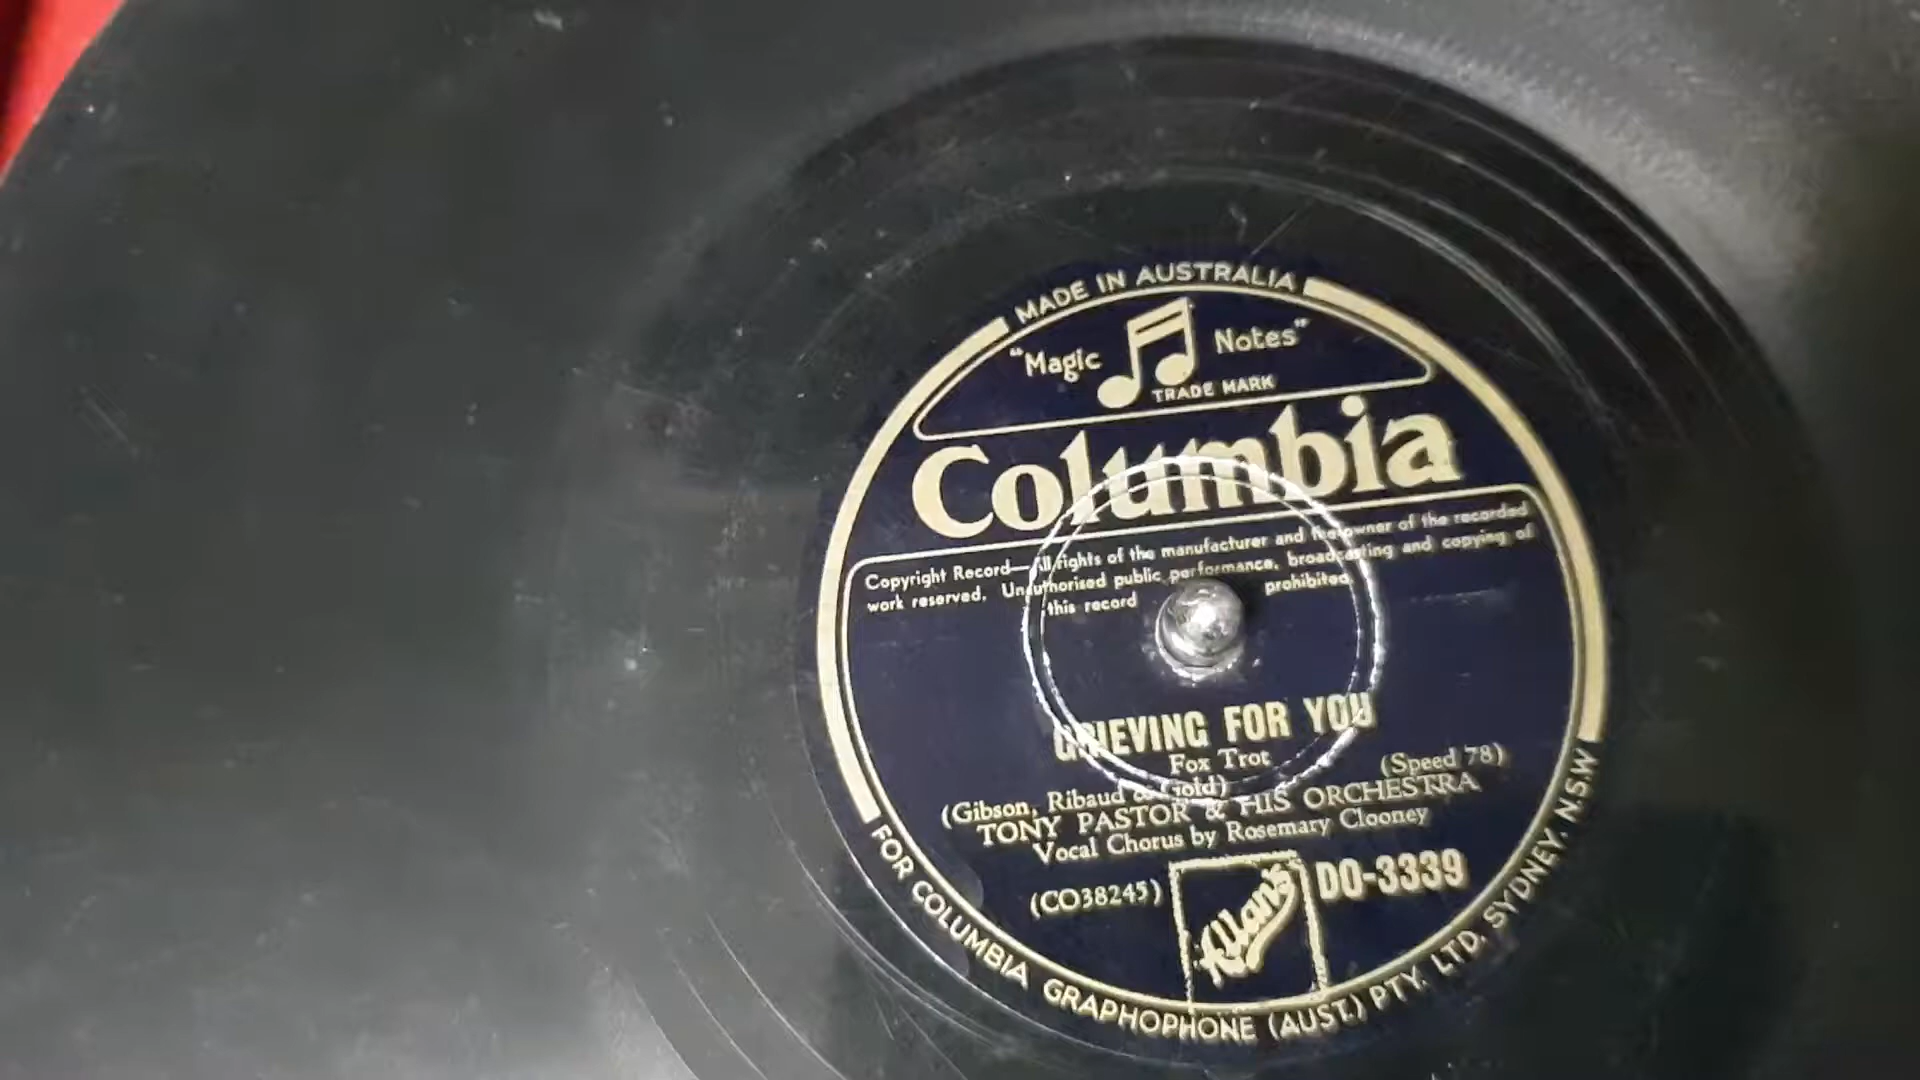 MADE IN AUSTRALIA
"Magic Notes"
TRADE MARK
Columbia
Copyright Record—All rights of the manufacturer and the owner of the recorded
work reserved. Unauthorised public performance, broadcasting and copying of
this record prohibited.
GRIEVING FOR YOU
Fox Trot
(Speed 78)
(Gibson, Ribaud & Gold)
TONY PASTOR & HIS ORCHESTRA
Vocal Chorus by Rosemary Clooney
(CO38245)
DO-3339
Allan's
FOR COLUMBIA GRAPHOPHONE (AUST.) PTY. LTD. SYDNEY. N.S.W